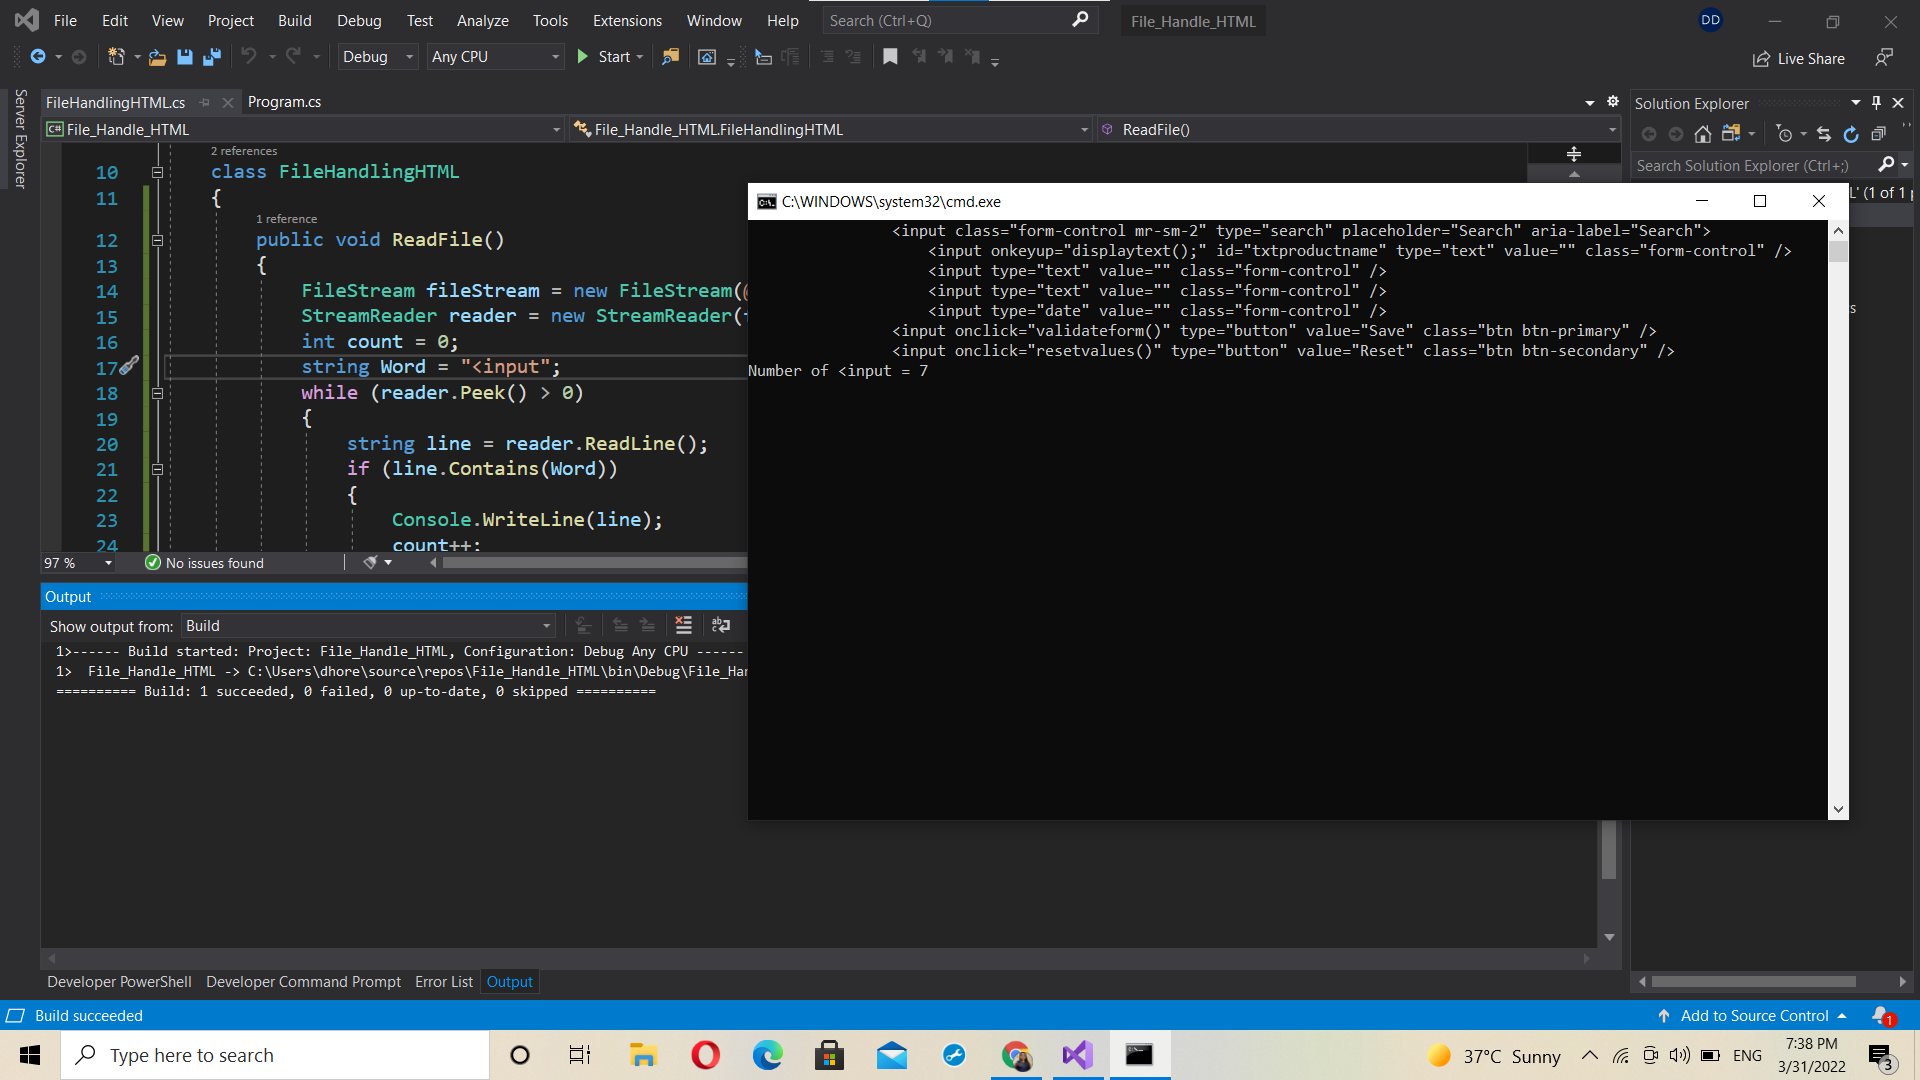 File Edit View Project Build Debug Test Analyze Tools Extensions Window Help Search (Ctrl+Q) File_Handle_HTML DD
Debug Any CPU Start Live Share
Server Explorer
FileHandlingHTML.cs Program.cs
File_Handle_HTML File_Handle_HTML.FileHandlingHTML ReadFile()
2 references
10 class FileHandlingHTML
11 {
1 reference
12 public void ReadFile()
13 {
14 FileStream fileStream = new FileStream(
15 StreamReader reader = new StreamReader(
16 int count = 0;
17 string Word = "<input";
18 while (reader.Peek() > 0)
19 {
20 string line = reader.ReadLine();
21 if (line.Contains(Word))
22 {
23 Console.WriteLine(line);
24 count++;
97 % No issues found
Output
Show output from: Build
1>------ Build started: Project: File_Handle_HTML, Configuration: Debug Any CPU ------
1> File_Handle_HTML -> C:\Users\dhore\source\repos\File_Handle_HTML\bin\Debug\File_Han
========== Build: 1 succeeded, 0 failed, 0 up-to-date, 0 skipped ==========
C:\WINDOWS\system32\cmd.exe
<input class="form-control mr-sm-2" type="search" placeholder="Search" aria-label="Search">
<input onkeyup="displaytext();" id="txtproductname" type="text" value="" class="form-control" />
<input type="text" value="" class="form-control" />
<input type="text" value="" class="form-control" />
<input type="date" value="" class="form-control" />
<input onclick="validateform()" type="button" value="Save" class="btn btn-primary" />
<input onclick="resetvalues()" type="button" value="Reset" class="btn btn-secondary" />
Number of <input = 7
Solution Explorer
Search Solution Explorer (Ctrl+;)
L' (1 of 1 p
s
Developer PowerShell Developer Command Prompt Error List Output
Build succeeded Add to Source Control 1
Type here to search 37°C Sunny ENG
7:38 PM
3/31/2022
3